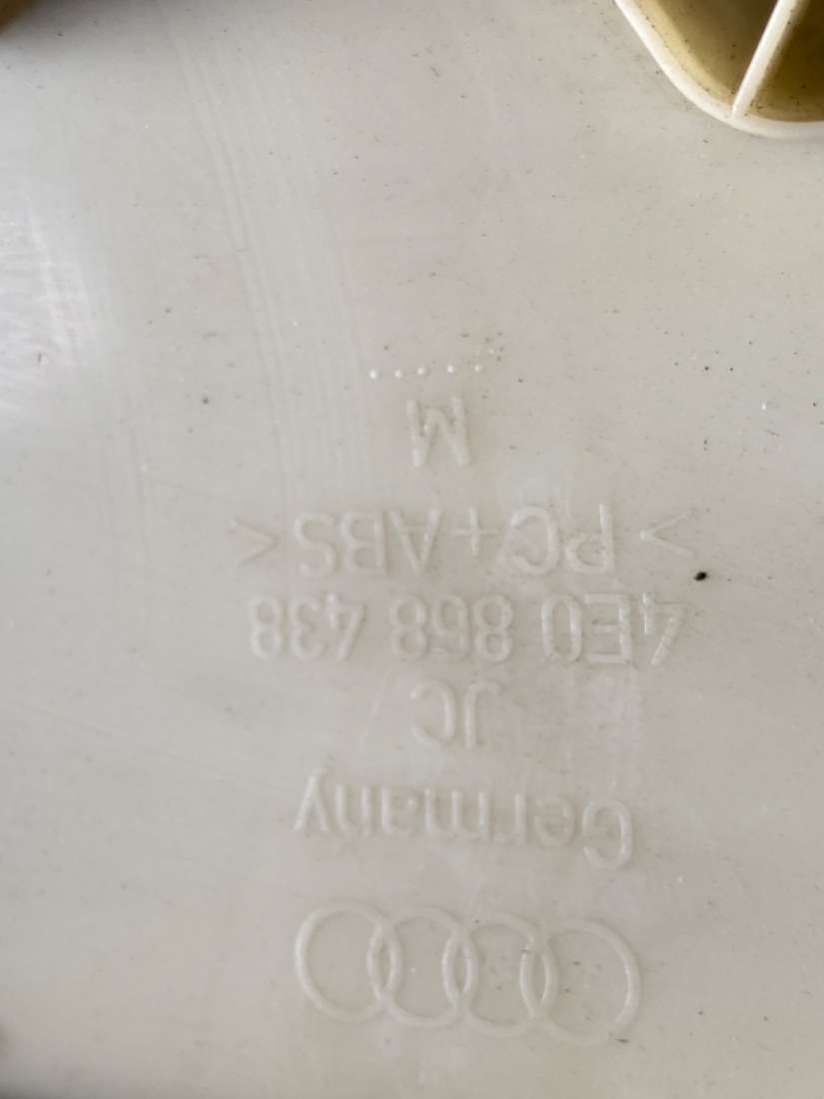 Germany
JC
4E0 868 438
>PC+ABS<
M